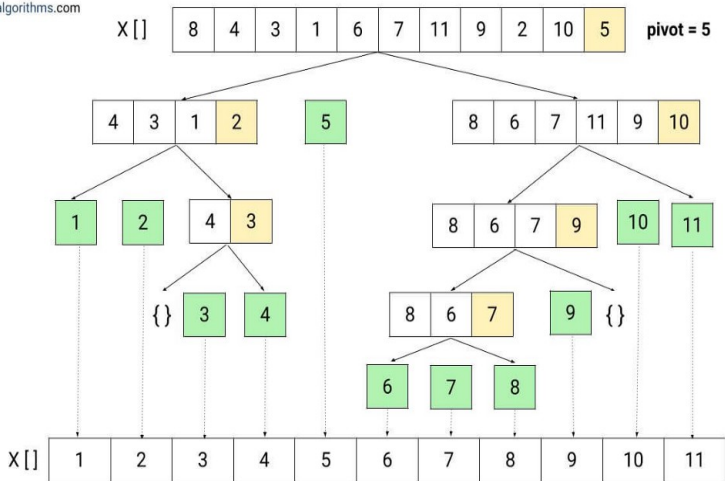 algorithms.com
X [ ] 8 4 3 1 6 7 11 9 2 10 5 pivot = 5
4 3 1 2 5 8 6 7 11 9 10
1 2 4 3 8 6 7 9 10 11
{ } 3 4 8 6 7 9 { }
6 7 8
X [ ] 1 2 3 4 5 6 7 8 9 10 11